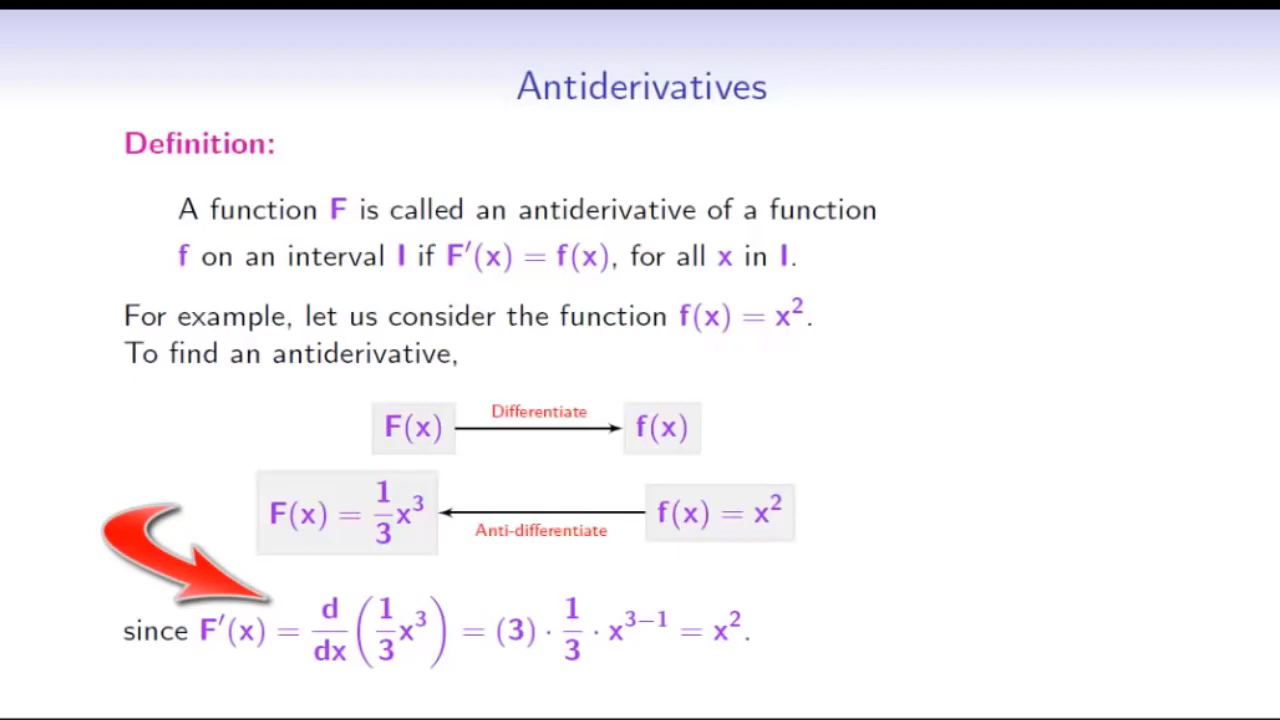 Antiderivatives
Definition:
A function F is called an antiderivative of a function
f on an interval I if F′(x) = f(x), for all x in I.
For example, let us consider the function f(x) = x².
To find an antiderivative,
F(x) Differentiate f(x)
F(x) = 1/3 x³ Anti-differentiate f(x) = x²
since F′(x) = d/dx (1/3 x³) = (3) · 1/3 · x³⁻¹ = x².